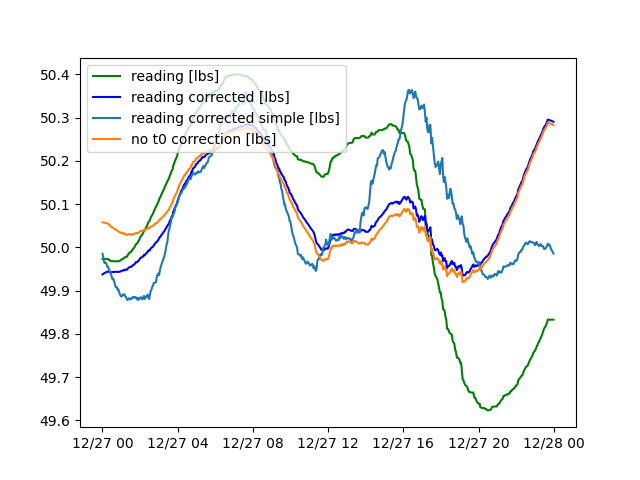 50.4
50.3
50.2
50.1
50.0
49.9
49.8
49.7
49.6
reading [lbs]
reading corrected [lbs]
reading corrected simple [lbs]
no t0 correction [lbs]
12/27 00 12/27 04 12/27 08 12/27 12 12/27 16 12/27 20 12/28 00